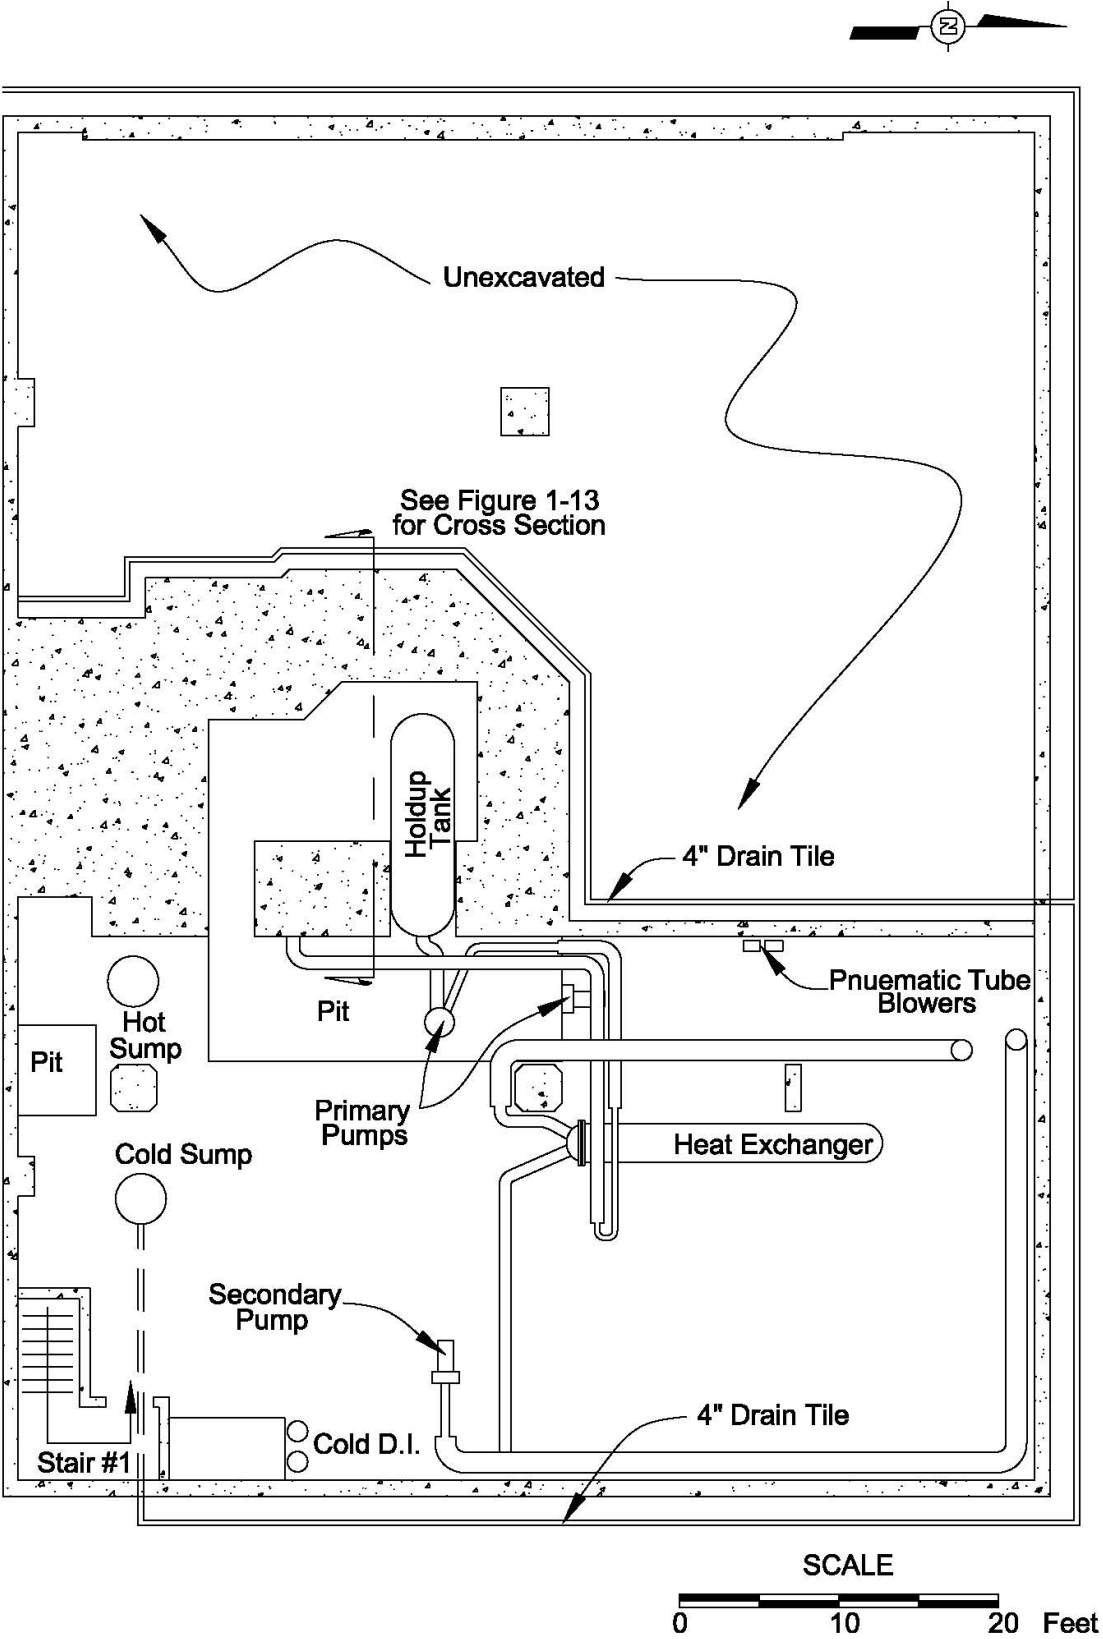 N
Unexcavated
See Figure 1-13
for Cross Section
Holdup
Tank
4" Drain Tile
Pnuematic Tube
Blowers
Pit
Hot
Sump
Pit
Primary
Pumps
Heat Exchanger
Cold Sump
Secondary
Pump
4" Drain Tile
Cold D.I.
Stair #1
SCALE
0 10 20 Feet